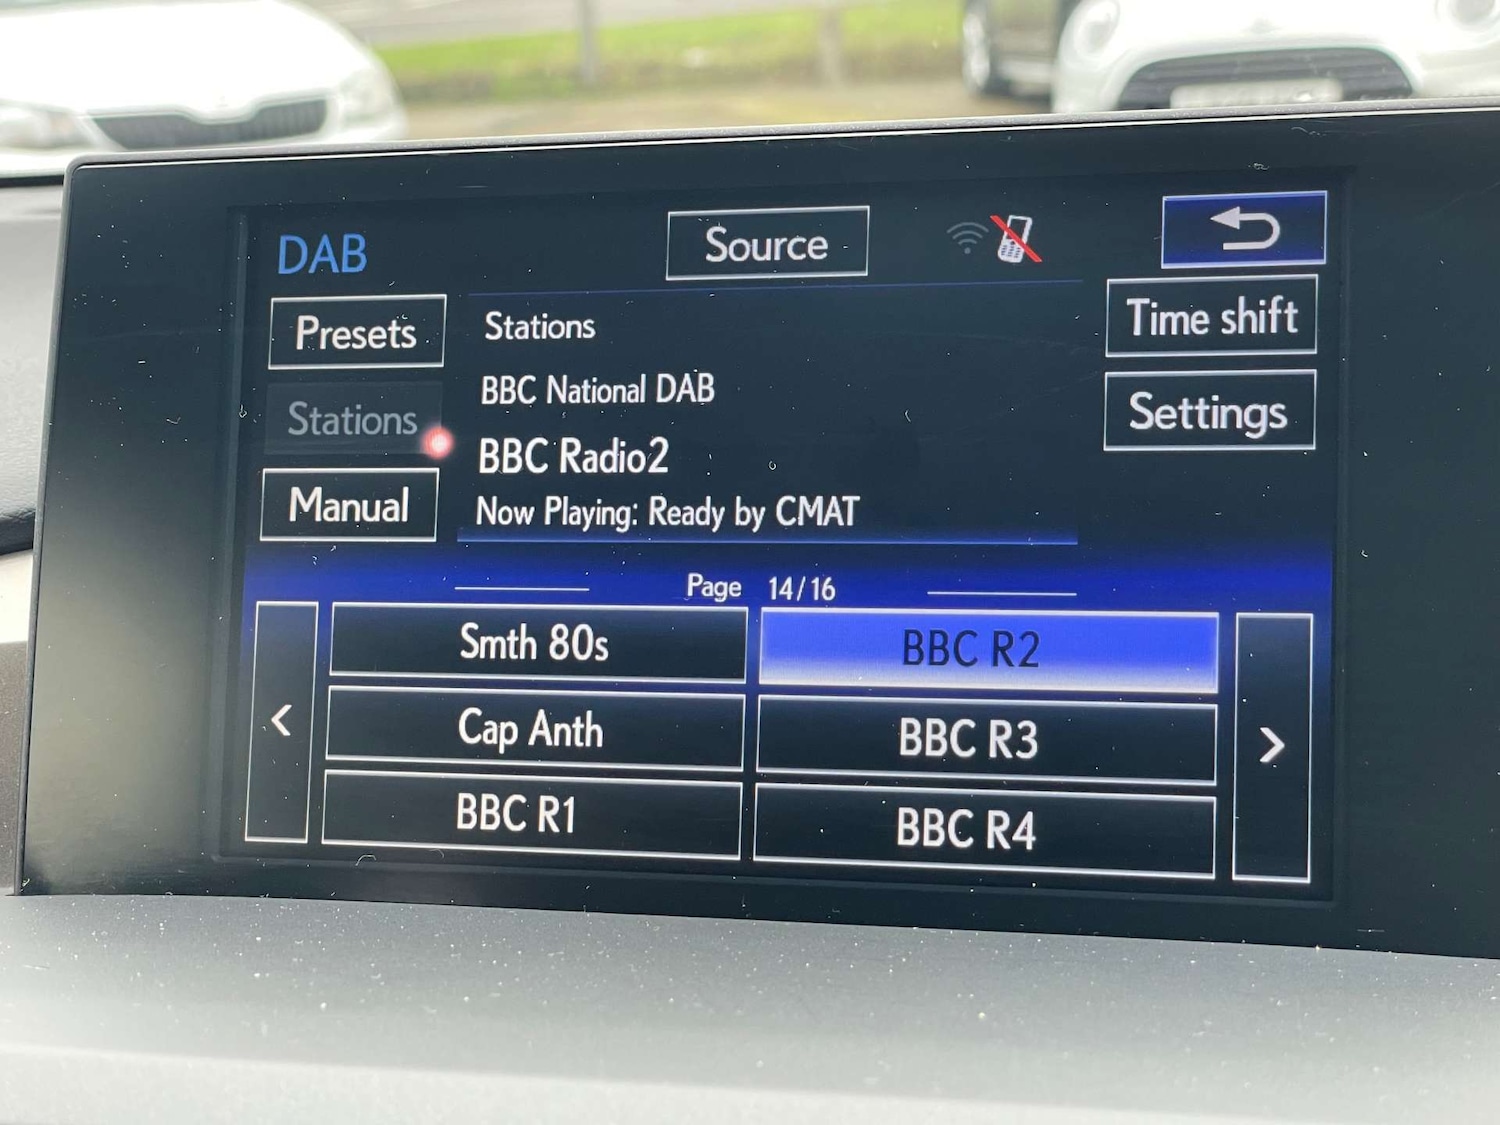 DAB
Source
Presets
Stations
Manual
Stations
BBC National DAB
BBC Radio2
Now Playing: Ready by CMAT
Time shift
Settings
Page 14/16
<
Smth 80s
BBC R2
Cap Anth
BBC R3
BBC R1
BBC R4
>